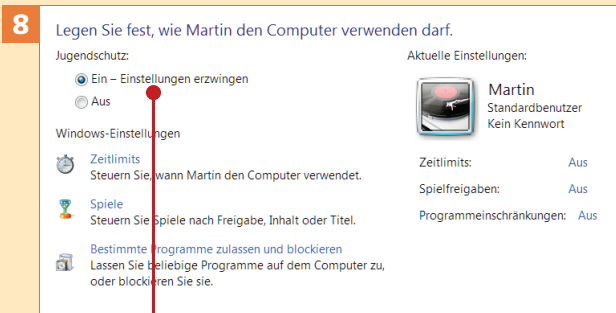 8
Legen Sie fest, wie Martin den Computer verwenden darf.
Jugendschutz:
Ein – Einstellungen erzwingen
Aus
Windows-Einstellungen
Zeitlimits
Steuern Sie, wann Martin den Computer verwendet.
Spiele
Steuern Sie Spiele nach Freigabe, Inhalt oder Titel.
Bestimmte Programme zulassen und blockieren
Lassen Sie beliebige Programme auf dem Computer zu,
oder blockieren Sie sie.
Aktuelle Einstellungen:
Martin
Standardbenutzer
Kein Kennwort
Zeitlimits: Aus
Spielfreigaben: Aus
Programmeinschränkungen: Aus